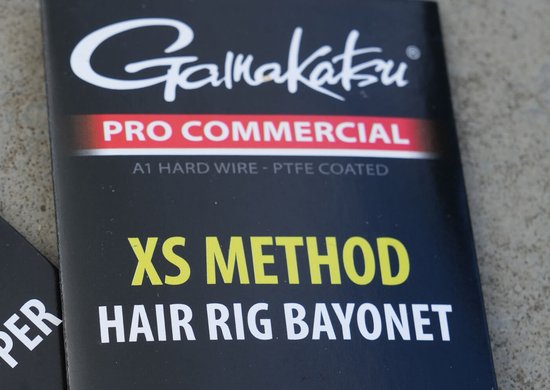 Gamakatsu®
PRO COMMERCIAL
A1 HARD WIRE - PTFE COATED
XS METHOD
HAIR RIG BAYONET
PER